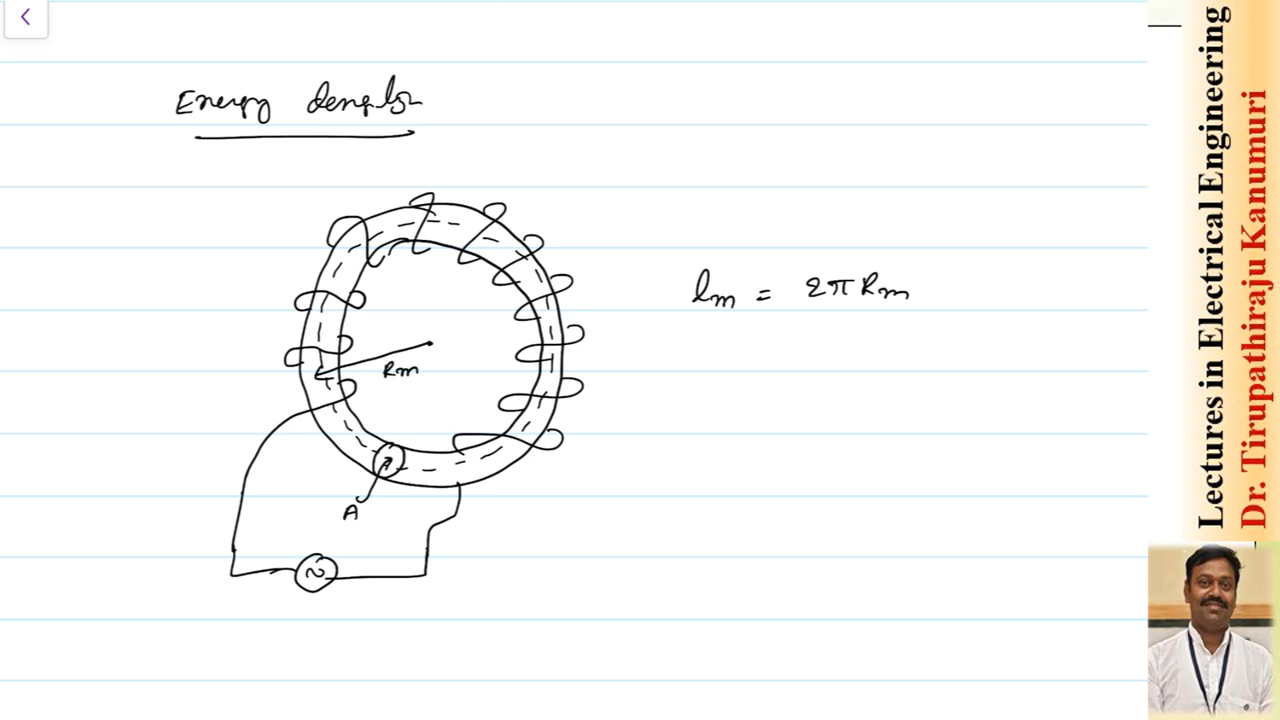 Energy density
lm = 2πRm
Rm
A
Lectures in Electrical Engineering
Dr. Tirupathiraju Kanumuri